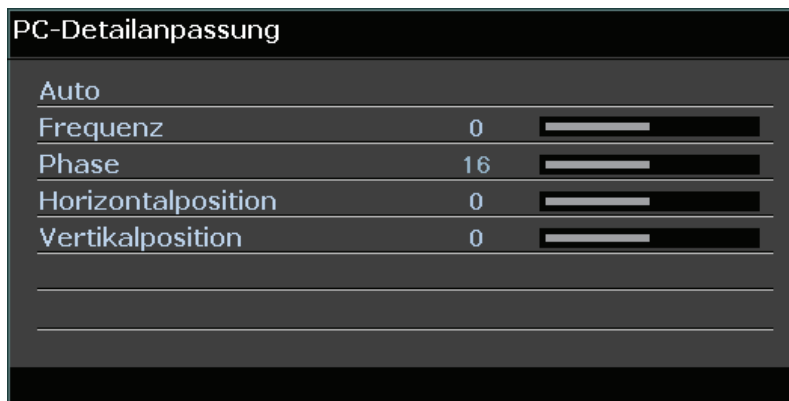 PC-Detailanpassung
Auto
Frequenz 0
Phase 16
Horizontalposition 0
Vertikalposition 0